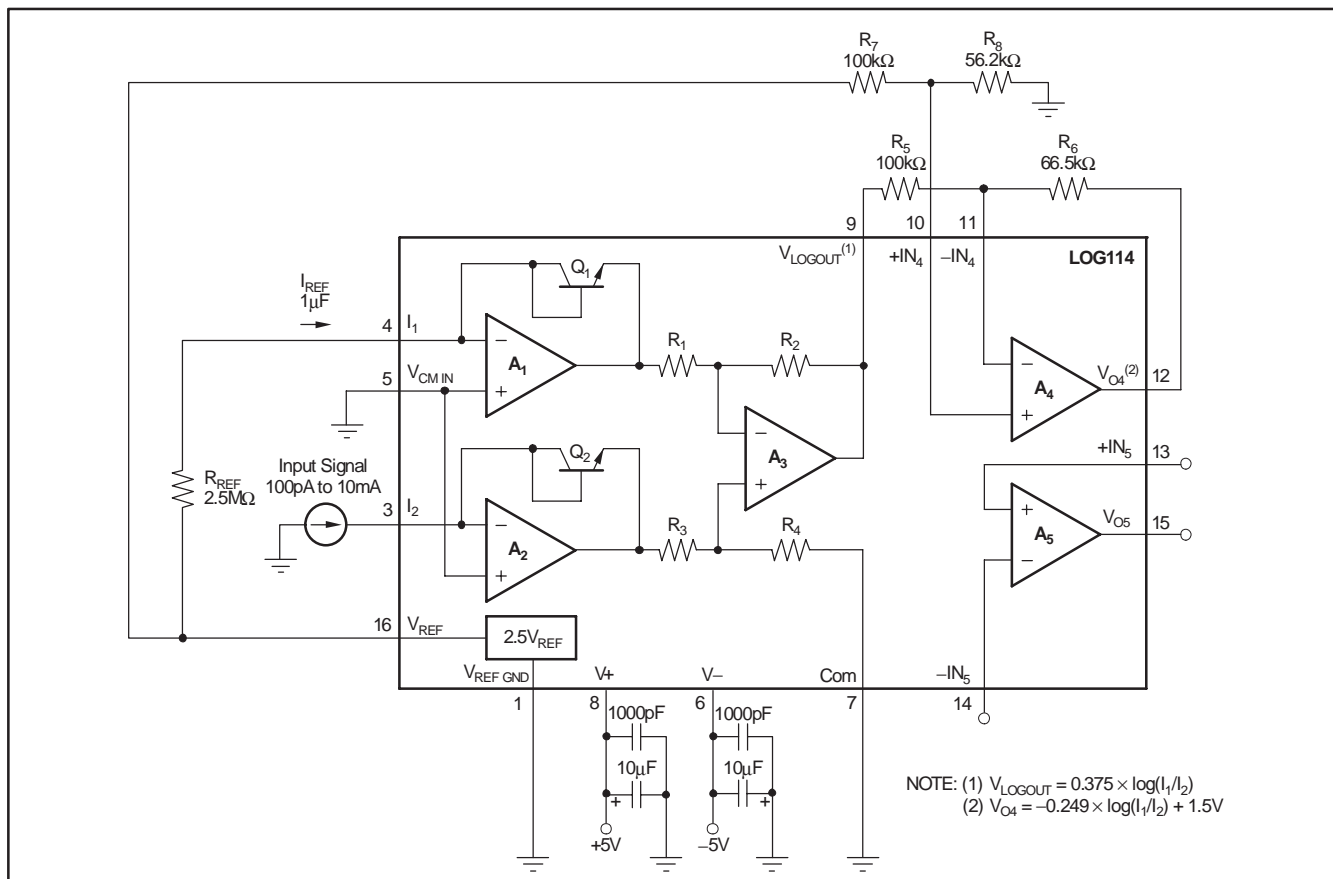 R7
100kΩ
R8
56.2kΩ
R5
100kΩ
R6
66.5kΩ
9
10
11
VLOGOUT(1)
+IN4
−IN4
LOG114
Q1
IREF
1µF
4
I1
R1
R2
A1
5
VCM IN
A4
VO4(2)
12
A3
+IN5
13
Q2
RREF
2.5MΩ
Input Signal
100pA to 10mA
3
I2
R3
R4
A2
A5
VO5
15
16
VREF
2.5VREF
VREF GND
V+
V−
Com
−IN5
1
8
6
7
14
1000pF
1000pF
10µF
10µF
+5V
−5V
NOTE: (1) VLOGOUT = 0.375 × log(I1/I2)
(2) VO4 = −0.249 × log(I1/I2) + 1.5V